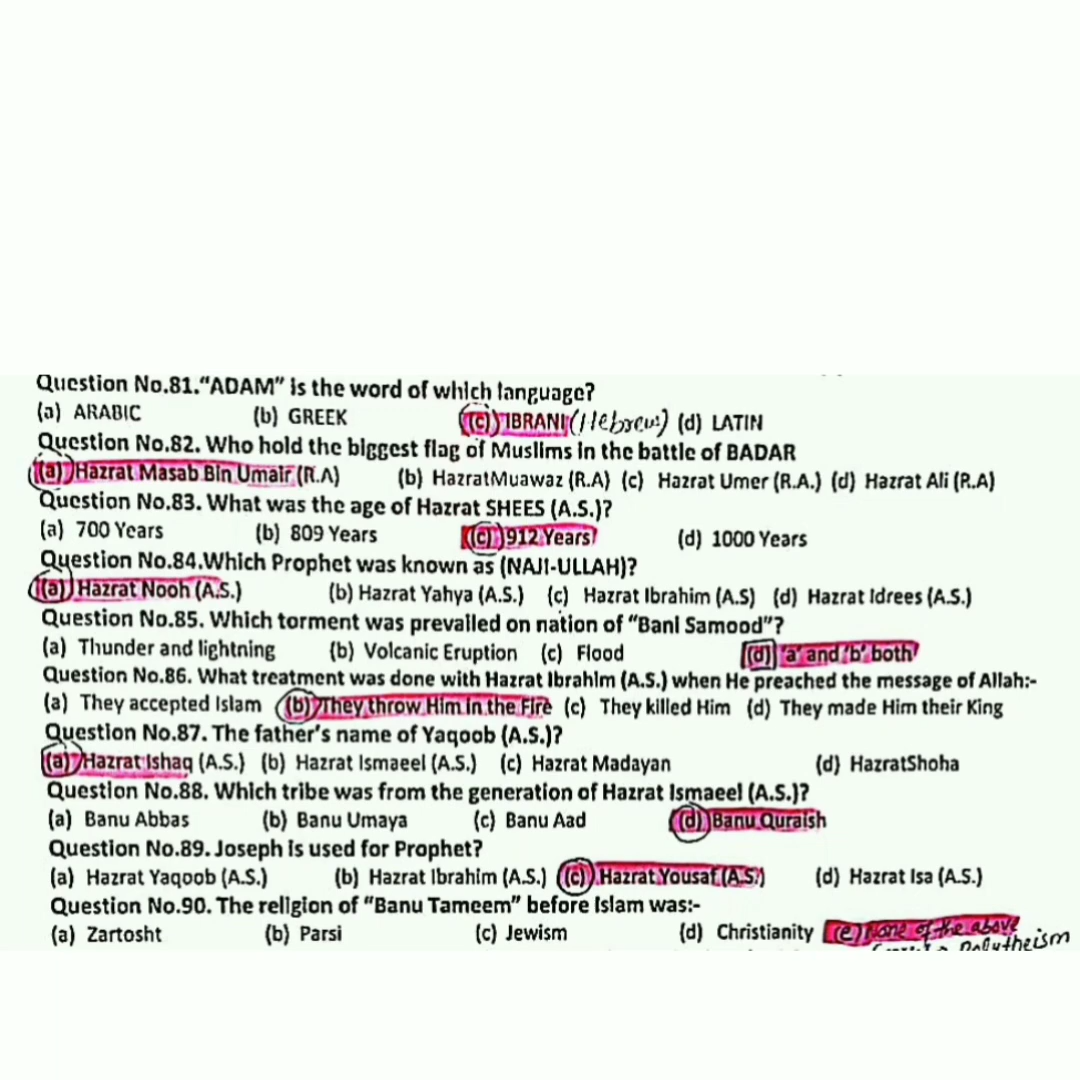 Question No.81."ADAM" is the word of which language?
(a) ARABIC (b) GREEK (c) IBRANI (Hebrew) (d) LATIN
Question No.82. Who hold the biggest flag of Muslims in the battle of BADAR
(a) Hazrat Masab Bin Umair (R.A) (b) HazratMuawaz (R.A) (c) Hazrat Umer (R.A.) (d) Hazrat Ali (R.A)
Question No.83. What was the age of Hazrat SHEES (A.S.)?
(a) 700 Years (b) 809 Years (c) 912 Years (d) 1000 Years
Question No.84.Which Prophet was known as (NAJI-ULLAH)?
(a) Hazrat Nooh (A.S.) (b) Hazrat Yahya (A.S.) (c) Hazrat Ibrahim (A.S) (d) Hazrat Idrees (A.S.)
Question No.85. Which torment was prevailed on nation of "Bani Samood"?
(a) Thunder and lightning (b) Volcanic Eruption (c) Flood (d) 'a' and 'b' both
Question No.86. What treatment was done with Hazrat Ibrahim (A.S.) when He preached the message of Allah:-
(a) They accepted Islam (b) They throw Him in the Fire (c) They killed Him (d) They made Him their King
Question No.87. The father's name of Yaqoob (A.S.)?
(a) Hazrat Ishaq (A.S.) (b) Hazrat Ismaeel (A.S.) (c) Hazrat Madayan (d) HazratShoha
Question No.88. Which tribe was from the generation of Hazrat Ismaeel (A.S.)?
(a) Banu Abbas (b) Banu Umaya (c) Banu Aad (d) Banu Quraish
Question No.89. Joseph is used for Prophet?
(a) Hazrat Yaqoob (A.S.) (b) Hazrat Ibrahim (A.S.) (c) Hazrat Yousaf (A.S) (d) Hazrat Isa (A.S.)
Question No.90. The religion of "Banu Tameem" before Islam was:-
(a) Zartosht (b) Parsi (c) Jewism (d) Christianity (e) None of the above
Polytheism